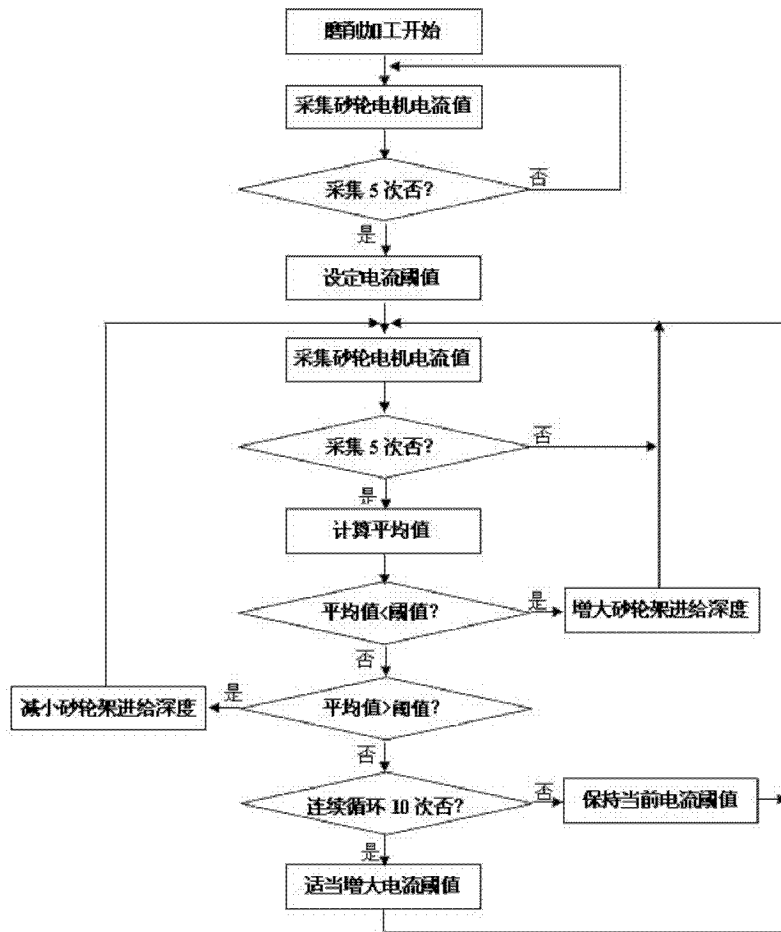 磨削加工开始
采集砂轮电机电流值
采集 5 次否?
否
是
设定电流阈值
采集砂轮电机电流值
采集 5 次否?
否
是
计算平均值
平均值<阈值?
是
增大砂轮架进给深度
否
减小砂轮架进给深度
是
平均值>阈值?
否
连续循环 10 次否?
否
保持当前电流阈值
是
适当增大电流阈值